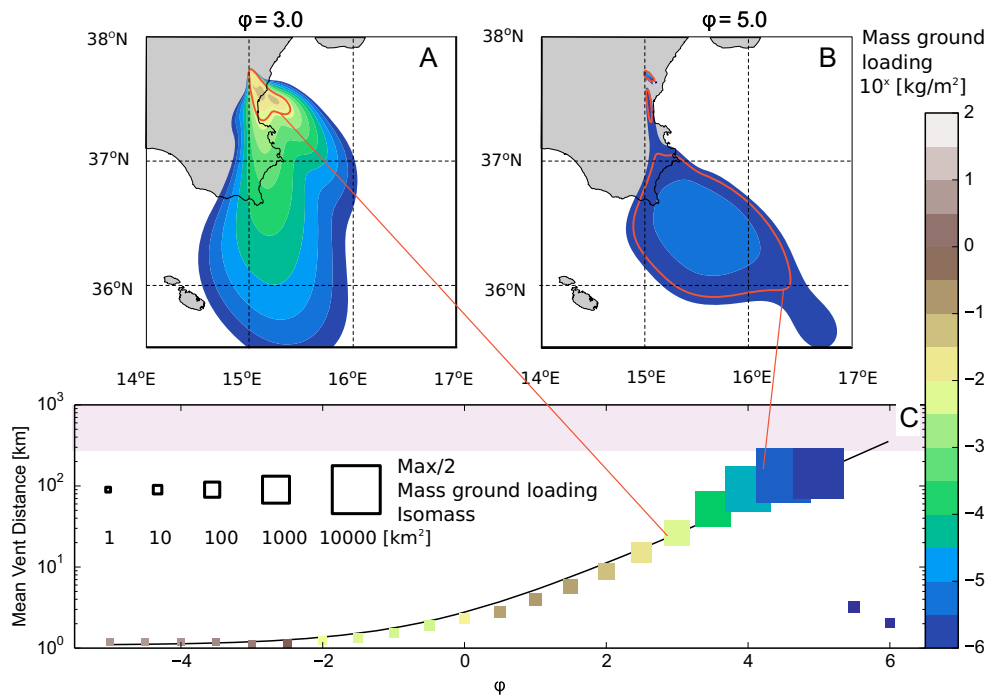 φ = 3.0
φ = 5.0
38°N
37°N
36°N
A
38°N
37°N
36°N
B
Mass ground
loading
10ˣ [kg/m²]
14°E 15°E 16°E 17°E
14°E 15°E 16°E 17°E
2
1
0
−1
−2
−3
−4
−5
−6
C
Mean Vent Distance [km]
10³
10²
10¹
10⁰
Max/2
Mass ground loading
Isomass
1 10 100 1000 10000 [km²]
−4 −2 0 2 4 6
φ